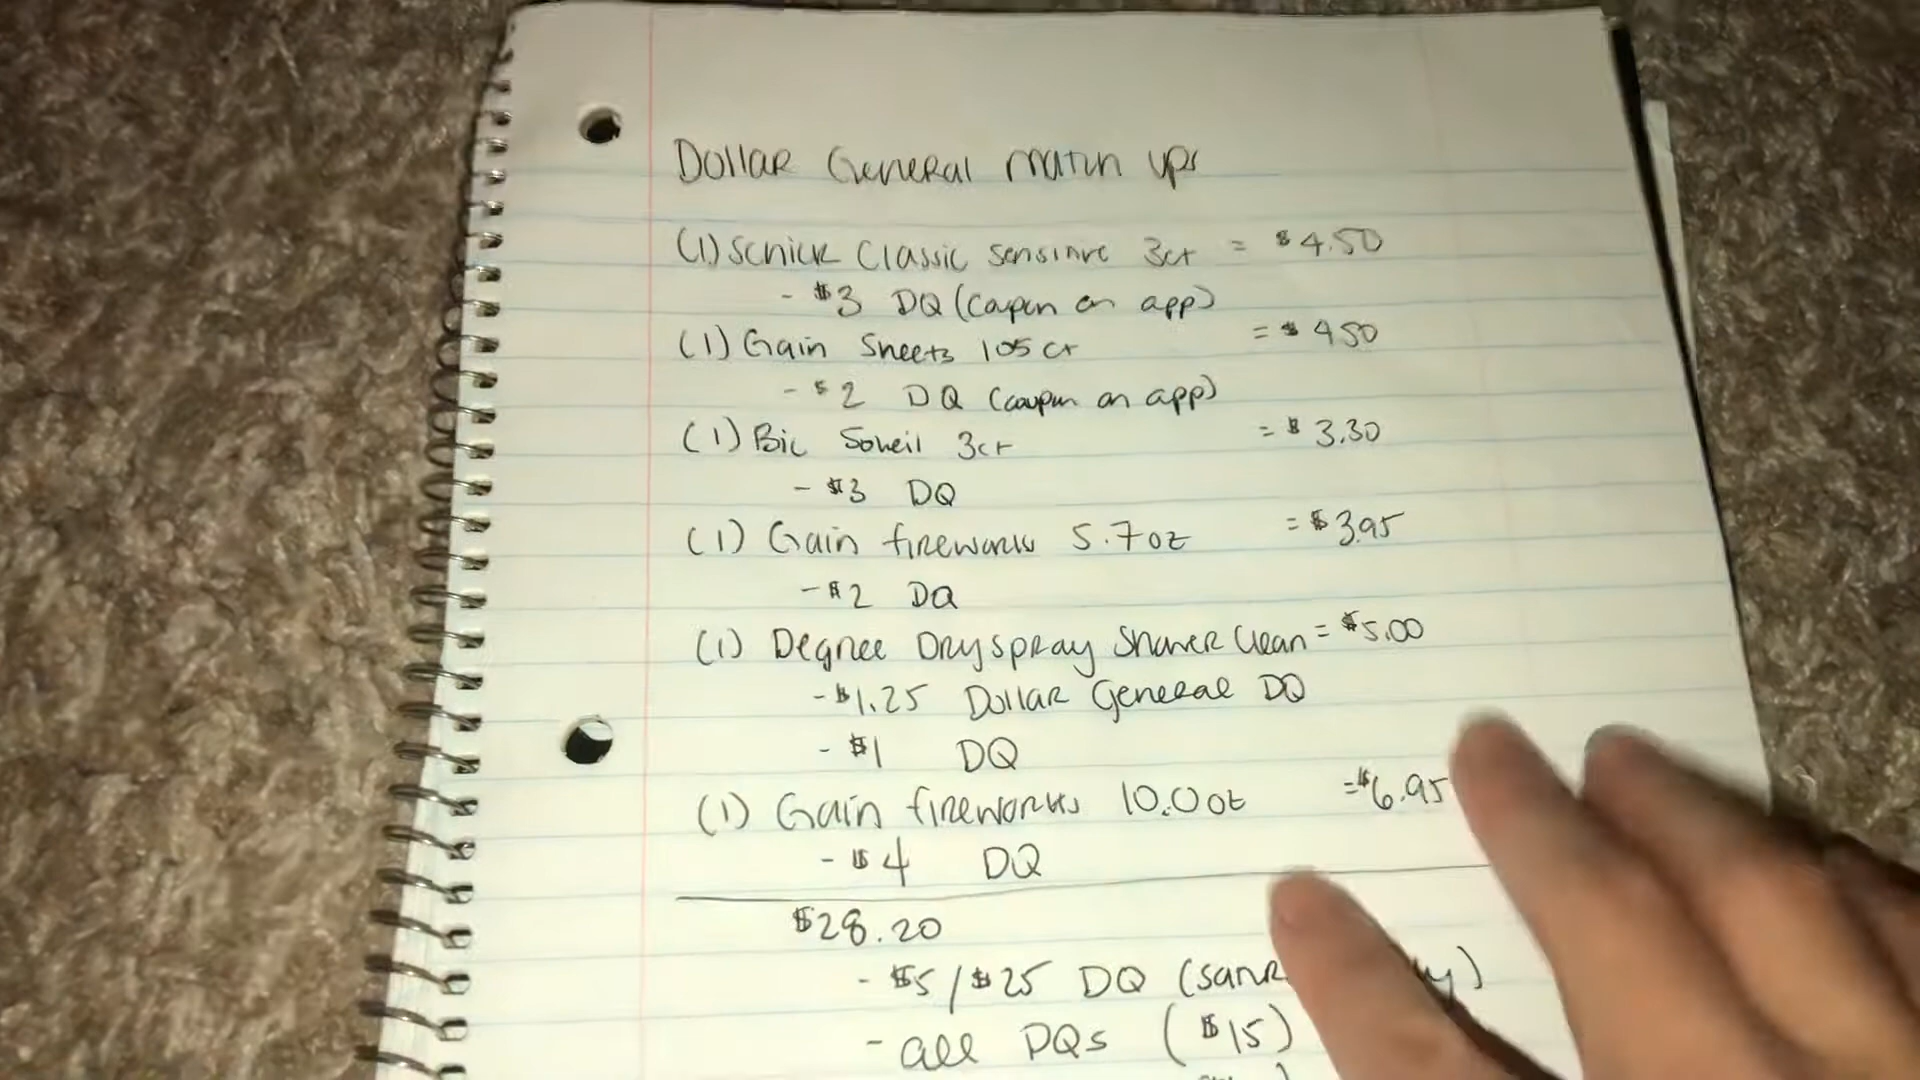 Dollar General match ups
(1) Schick Classic Sensitive 3ct = $4.50
- $3 DQ (coupon on app)
(1) Gain Sheets 105 ct = $4.50
- $2 DQ (coupon on app)
(1) Bic Soleil 3ct = $3.30
- $3 DQ
(1) Gain fireworks 5.7oz = $3.95
- $2 DQ
(1) Degree Dryspray Shower Clean = $5.00
- $1.25 Dollar General DQ
- $1 DQ
(1) Gain fireworks 10.0oz = $6.95
- $4 DQ
$28.20
- $5/$25 DQ
- all DQs ($15)